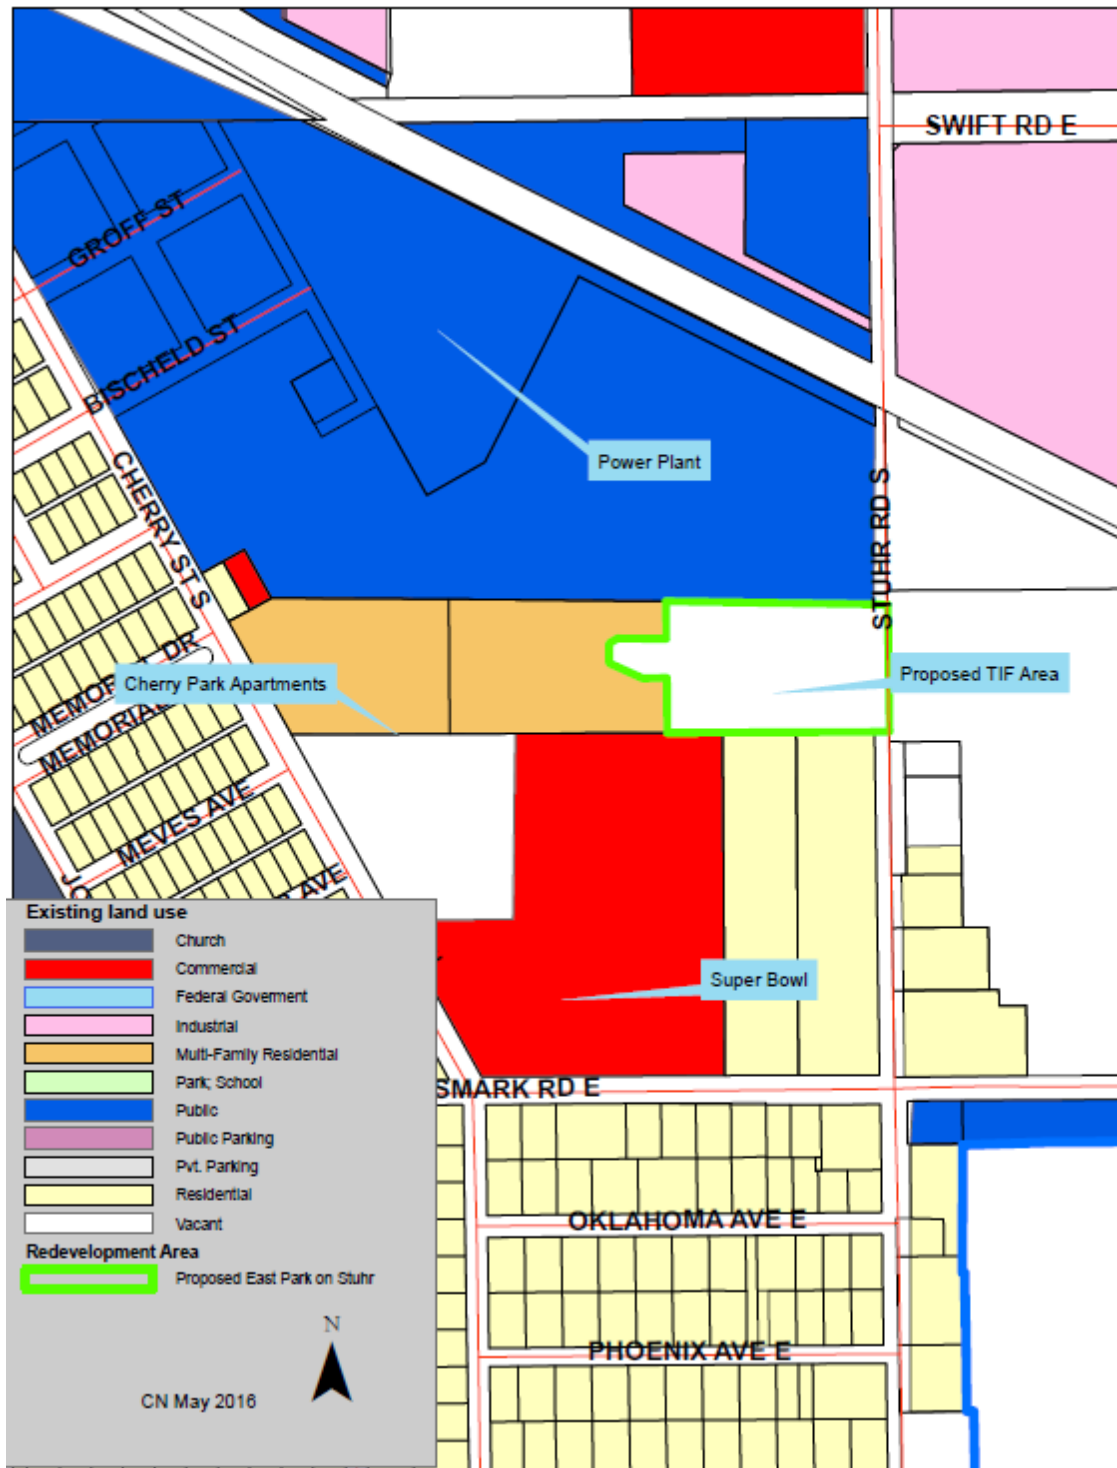 SWIFT RD E
GROFF ST
BISCHELD ST
Power Plant
CHERRY ST S
STUHR RD S
MEMORIAL DR
Cherry Park Apartments
Proposed TIF Area
MEMORIAL
MEVES AVE
JO
AVE
Super Bowl
SMARK RD E
OKLAHOMA AVE E
PHOENIX AVE E
Existing land use
Church
Commercial
Federal Goverment
Industrial
Multi-Family Residential
Park; School
Public
Public Parking
Pvt. Parking
Residential
Vacant
Redevelopment Area
Proposed East Park on Stuhr
N
CN May 2016